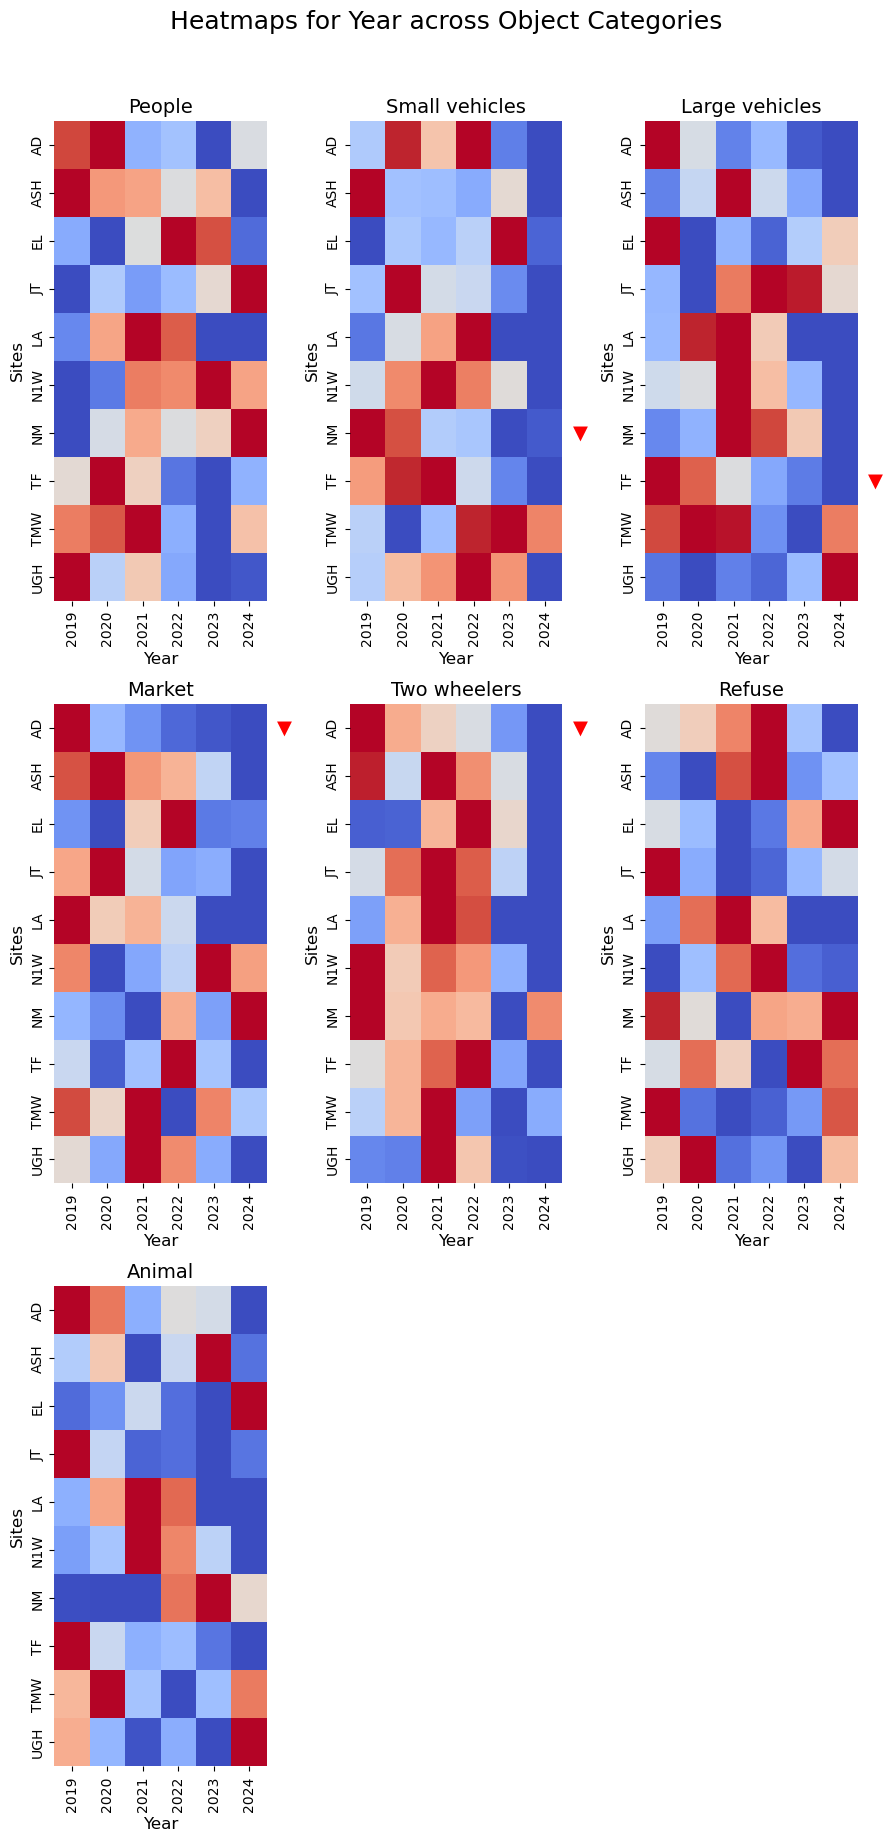 Heatmaps for Year across Object Categories
People
Sites
AD
ASH
EL
JT
LA
N1W
NM
TF
TMW
UGH
2019 2020 2021 2022 2023 2024
Year
Small vehicles
Sites
AD
ASH
EL
JT
LA
N1W
NM
TF
TMW
UGH
2019 2020 2021 2022 2023 2024
Year
Large vehicles
Sites
AD
ASH
EL
JT
LA
N1W
NM
TF
TMW
UGH
2019 2020 2021 2022 2023 2024
Year
Market
Sites
AD
ASH
EL
JT
LA
N1W
NM
TF
TMW
UGH
2019 2020 2021 2022 2023 2024
Year
Two wheelers
Sites
AD
ASH
EL
JT
LA
N1W
NM
TF
TMW
UGH
2019 2020 2021 2022 2023 2024
Year
Refuse
Sites
AD
ASH
EL
JT
LA
N1W
NM
TF
TMW
UGH
2019 2020 2021 2022 2023 2024
Year
Animal
Sites
AD
ASH
EL
JT
LA
N1W
NM
TF
TMW
UGH
2019 2020 2021 2022 2023 2024
Year